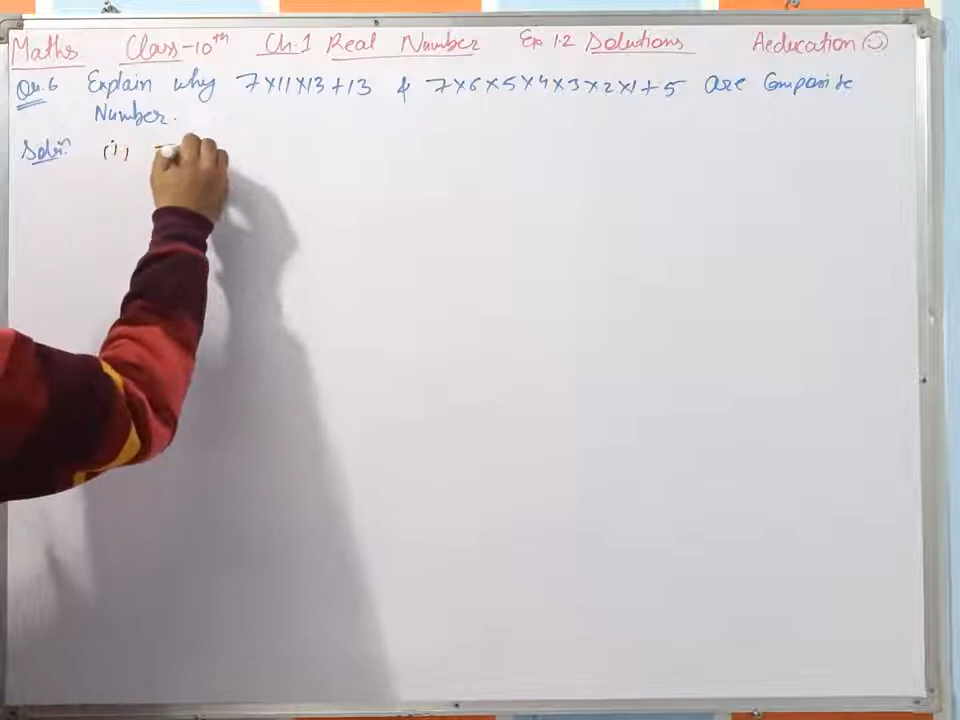 Maths Class-10th Ch.1 Real Number Ex 1.2 Solutions Aeducation
Qu.6 Explain why 7×11×13+13 & 7×6×5×4×3×2×1+5 are Composite
Number.
Soln. (i)